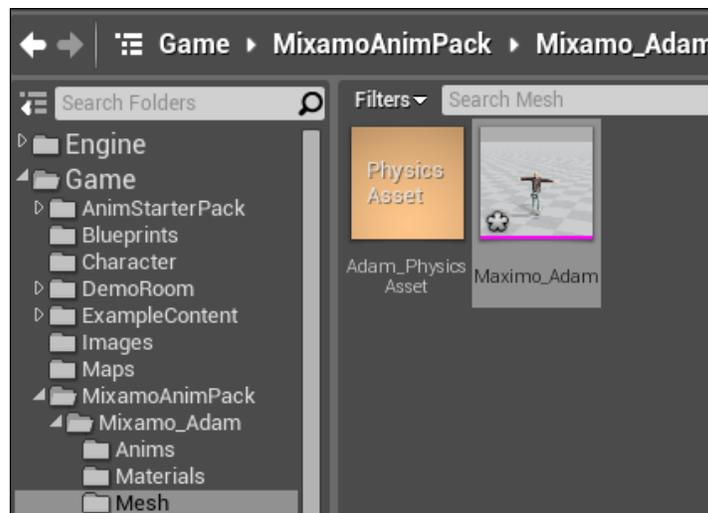 Game MixamoAnimPack Mixamo_Adam
Search Folders
Filters Search Mesh
Engine
Game
AnimStarterPack
Blueprints
Character
DemoRoom
ExampleContent
Images
Maps
MixamoAnimPack
Mixamo_Adam
Anims
Materials
Mesh
Physics
Asset
Adam_Physics
Asset
Maximo_Adam